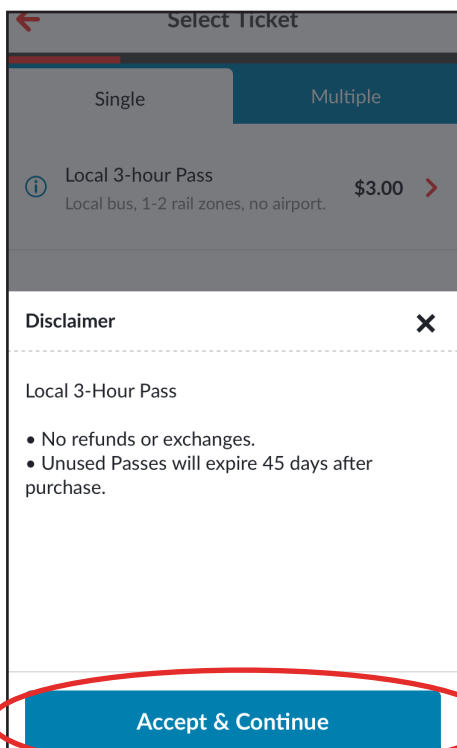 Select Ticket
Single
Multiple
Local 3-hour Pass
$3.00
Local bus, 1-2 rail zones, no airport.
Disclaimer
Local 3-Hour Pass
• No refunds or exchanges.
• Unused Passes will expire 45 days after
purchase.
Accept & Continue